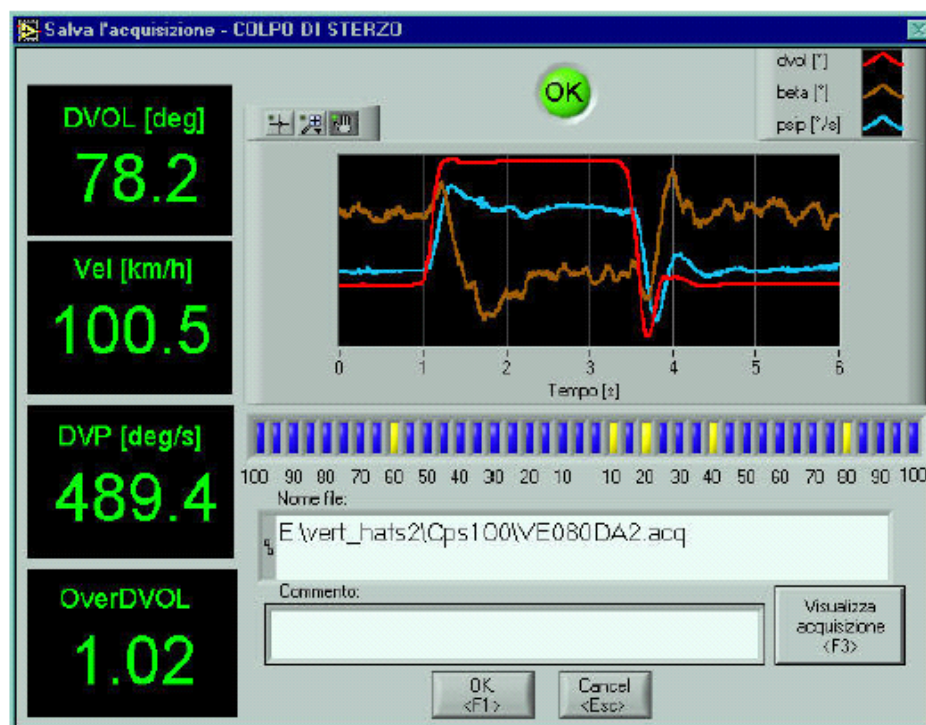 Salva l'acquisizione - COLPO DI STERZO
dvol [°]
beta [°]
psip [°/s]
OK
DVOL [deg]
78.2
Vel [km/h]
100.5
DVP [deg/s]
489.4
OverDVOL
1.02
0 1 2 3 4 5 6
Tempo [s]
100 90 80 70 60 50 40 30 20 10 10 20 30 40 50 60 70 80 90 100
Nome file:
E:\vert_hats2\Cps100\VE080DA2.acq
Commento:
Visualizza
acquisizione
<F3>
OK
<F1>
Cancel
<Esc>